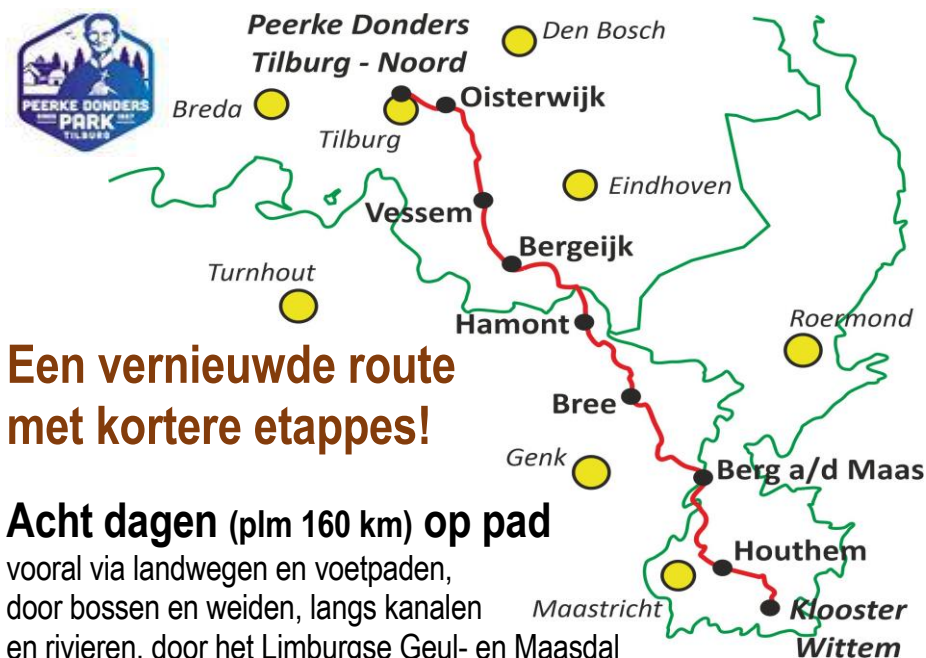 PEERKE DONDERS
SINCE 1887
PARK
TILBURG
Peerke Donders
Tilburg - Noord
Den Bosch
Breda
Oisterwijk
Tilburg
Eindhoven
Vessem
Bergeijk
Turnhout
Hamont
Roermond
Een vernieuwde route
met kortere etappes!
Bree
Genk
Berg a/d Maas
Acht dagen (plm 160 km) op pad
vooral via landwegen en voetpaden,
door bossen en weiden, langs kanalen
en rivieren, door het Limburgse Geul- en Maasdal
Houthem
Maastricht
Klooster
Wittem